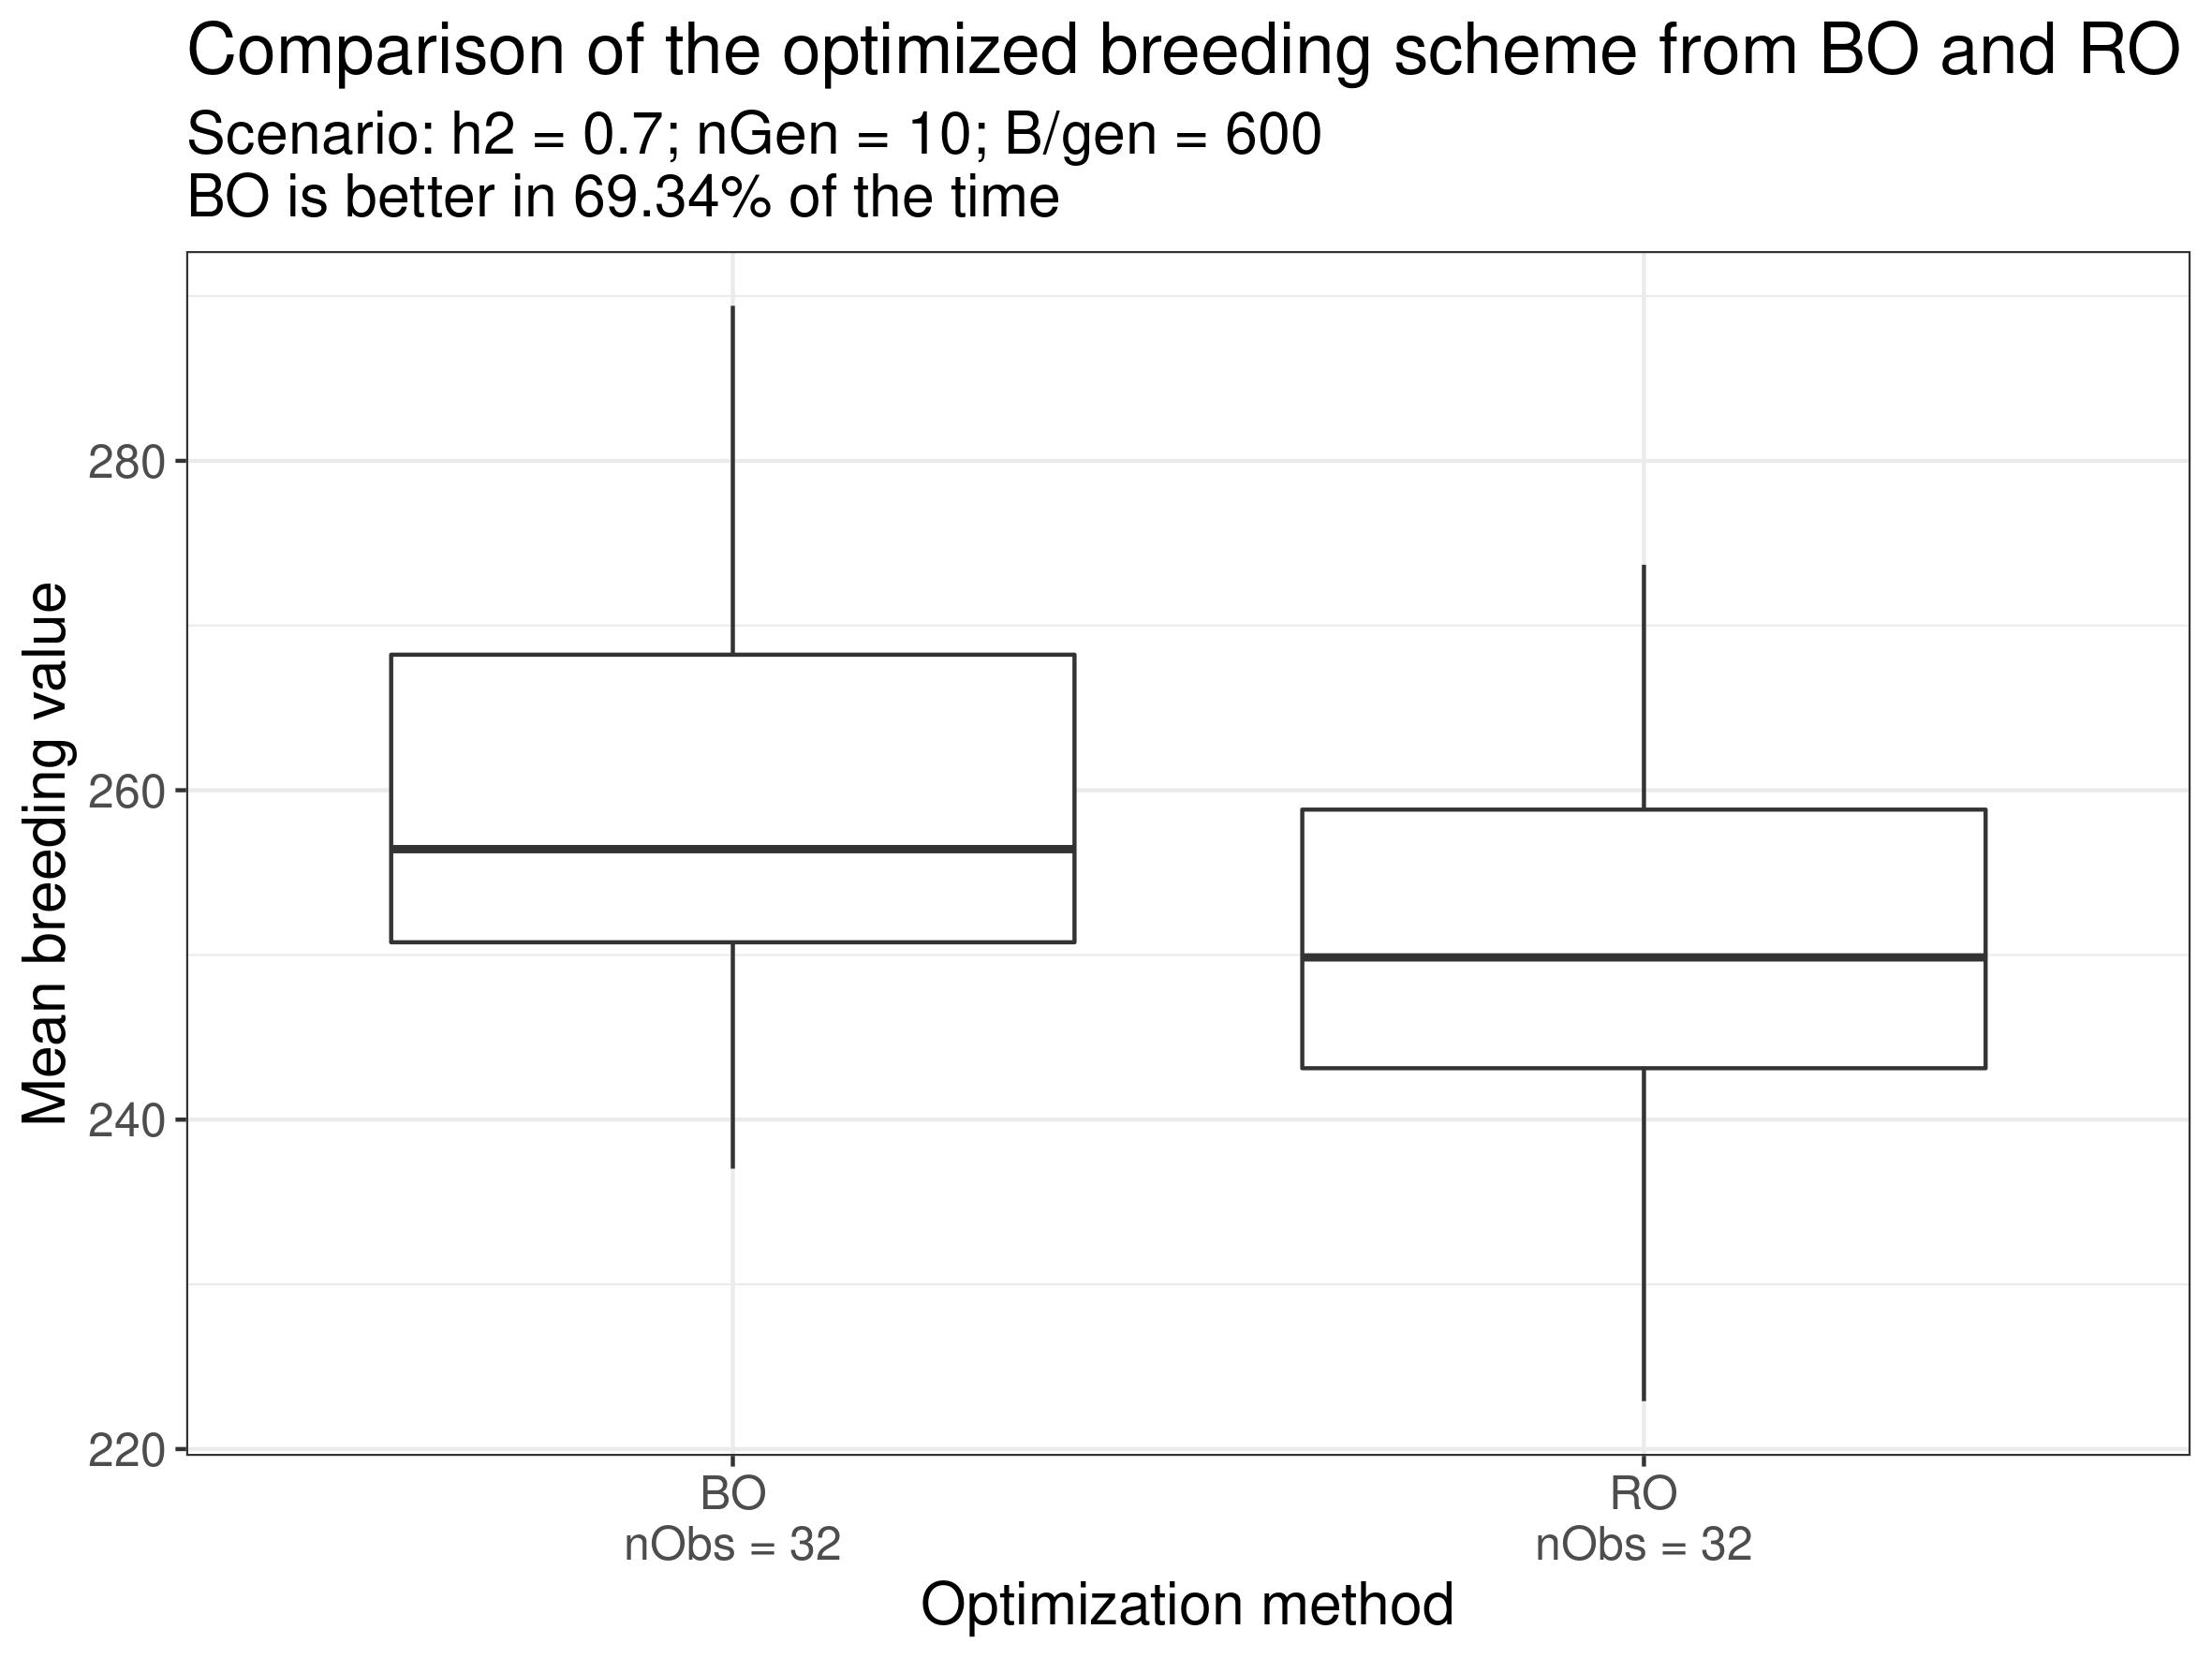 Comparison of the optimized breeding scheme from BO and RO
Scenario: h2 = 0.7; nGen = 10; B/gen = 600
BO is better in 69.34% of the time
Mean breeding value
280
260
240
220
BO
nObs = 32
RO
nObs = 32
Optimization method